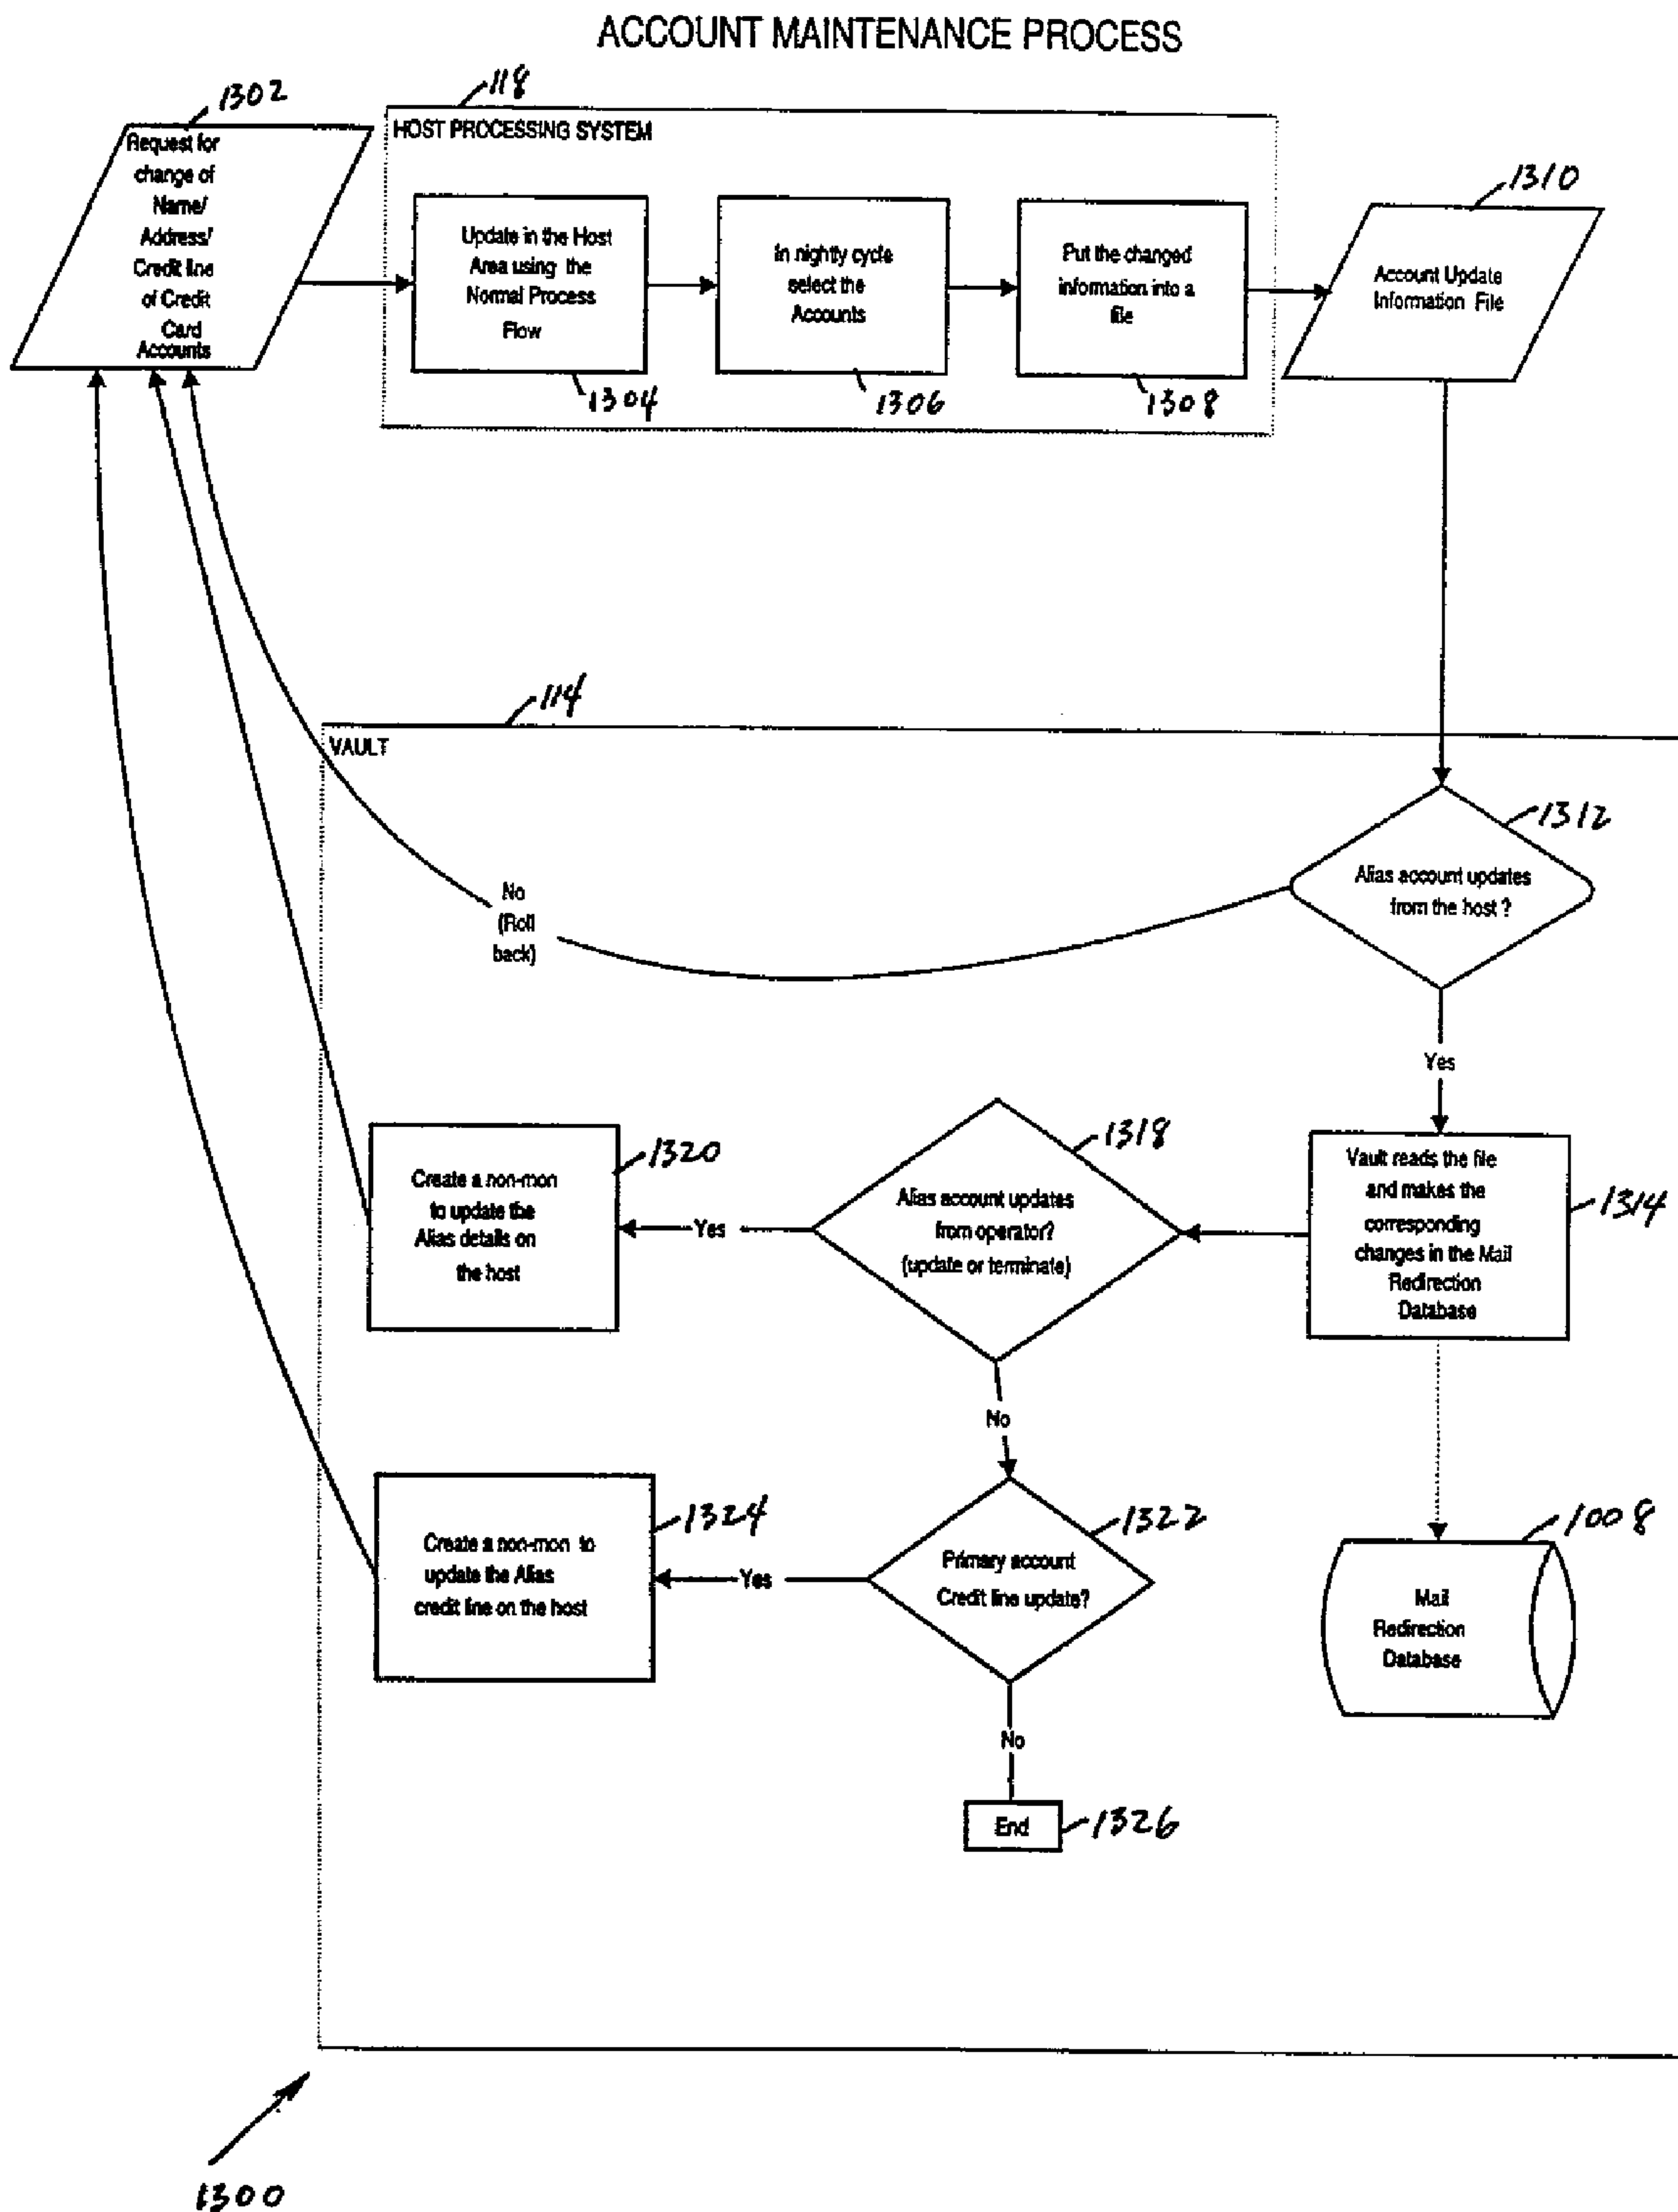 ACCOUNT MAINTENANCE PROCESS
1302
Request for
change of
Name/
Address/
Credit line
of Credit
Card
Accounts
118
HOST PROCESSING SYSTEM
Update in the Host
Area using the
Normal Process
Flow
1304
In nightly cycle
select the
Accounts
1306
Put the changed
information into a
file
1308
1310
Account Update
Information File
114
VAULT
1312
Alias account updates
from the host ?
No
(Roll
back)
Yes
1314
Vault reads the file
and makes the
corresponding
changes in the Mail
Redirection
Database
1318
Alias account updates
from operator?
(update or terminate)
Yes
1320
Create a non-mon
to update the
Alias details on
the host
No
1322
Primary account
Credit line update?
Yes
1324
Create a non-mon to
update the Alias
credit line on the host
1008
Mail
Redirection
Database
No
End
1326
1300